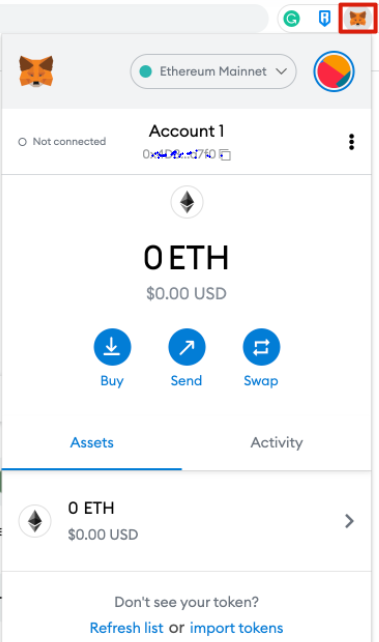 Ethereum Mainnet
Not connected
Account 1
0 ETH
$0.00 USD
Buy
Send
Swap
Assets
Activity
0 ETH
$0.00 USD
Don't see your token?
Refresh list or import tokens